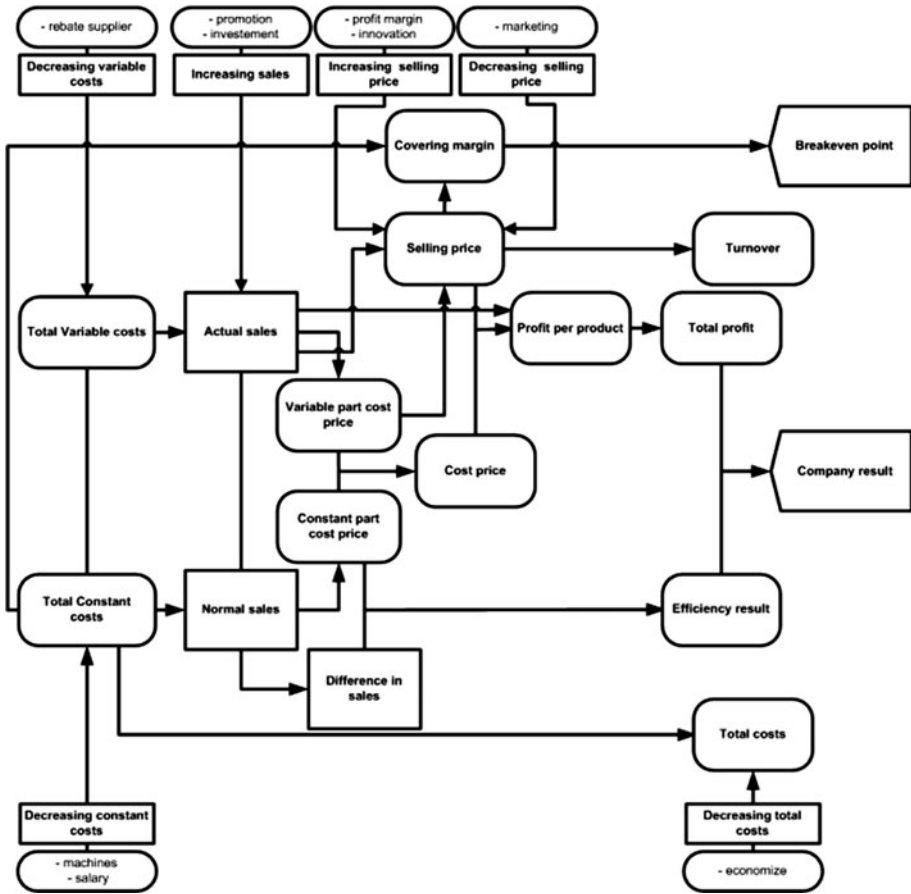 - rebate supplier
- promotion
- investement
- profit margin
- innovation
- marketing
Decreasing variable
costs
Increasing sales
Increasing selling
price
Decreasing selling
price
Covering margin
Breakeven point
Selling price
Turnover
Total Variable costs
Actual sales
Profit per product
Total profit
Variable part cost
price
Cost price
Company result
Constant part
cost price
Total Constant
costs
Normal sales
Efficiency result
Difference in
sales
Total costs
Decreasing constant
costs
Decreasing total
costs
- machines
- salary
- economize